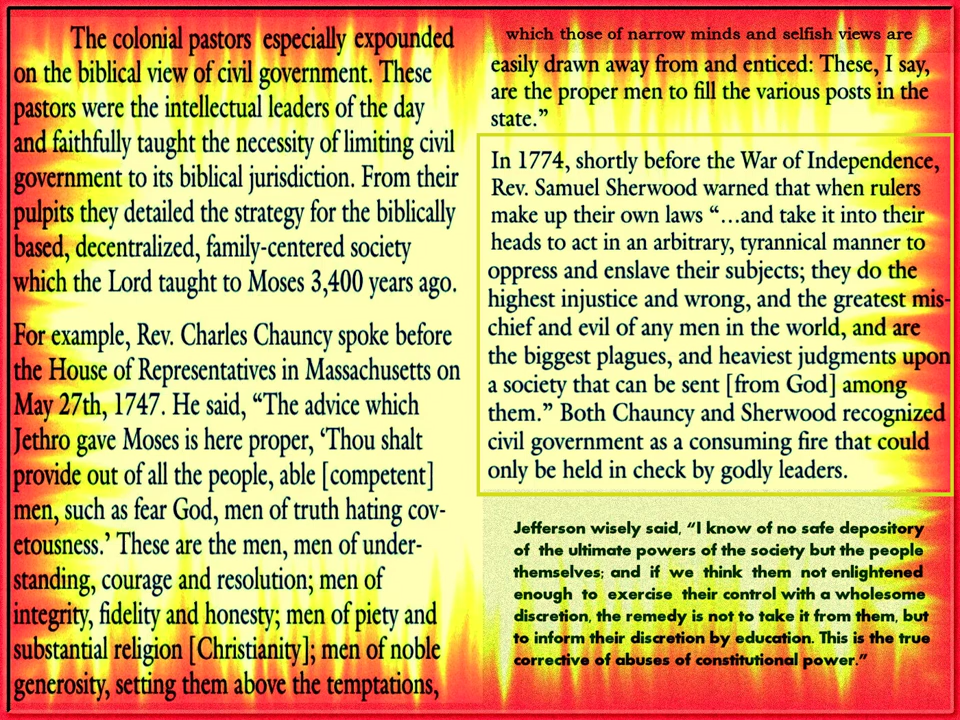 The colonial pastors especially expounded
on the biblical view of civil government. These
pastors were the intellectual leaders of the day
and faithfully taught the necessity of limiting civil
government to its biblical jurisdiction. From their
pulpits they detailed the strategy for the biblically
based, decentralized, family-centered society
which the Lord taught to Moses 3,400 years ago.
For example, Rev. Charles Chauncy spoke before
the House of Representatives in Massachusetts on
May 27th, 1747. He said, “The advice which
Jethro gave Moses is here proper, ‘Thou shalt
provide out of all the people, able [competent]
men, such as fear God, men of truth hating cov-
etousness.’ These are the men, men of under-
standing, courage and resolution; men of
integrity, fidelity and honesty; men of piety and
substantial religion [Christianity]; men of noble
generosity, setting them above the temptations,
which those of narrow minds and selfish views are
easily drawn away from and enticed: These, I say,
are the proper men to fill the various posts in the
state.”
In 1774, shortly before the War of Independence,
Rev. Samuel Sherwood warned that when rulers
make up their own laws “…and take it into their
heads to act in an arbitrary, tyrannical manner to
oppress and enslave their subjects; they do the
highest injustice and wrong, and the greatest mis-
chief and evil of any men in the world, and are
the biggest plagues, and heaviest judgments upon
a society that can be sent [from God] among
them.” Both Chauncy and Sherwood recognized
civil government as a consuming fire that could
only be held in check by godly leaders.
Jefferson wisely said, “I know of no safe depository
of the ultimate powers of the society but the people
themselves; and if we think them not enlightened
enough to exercise their control with a wholesome
discretion, the remedy is not to take it from them, but
to inform their discretion by education. This is the true
corrective of abuses of constitutional power.”